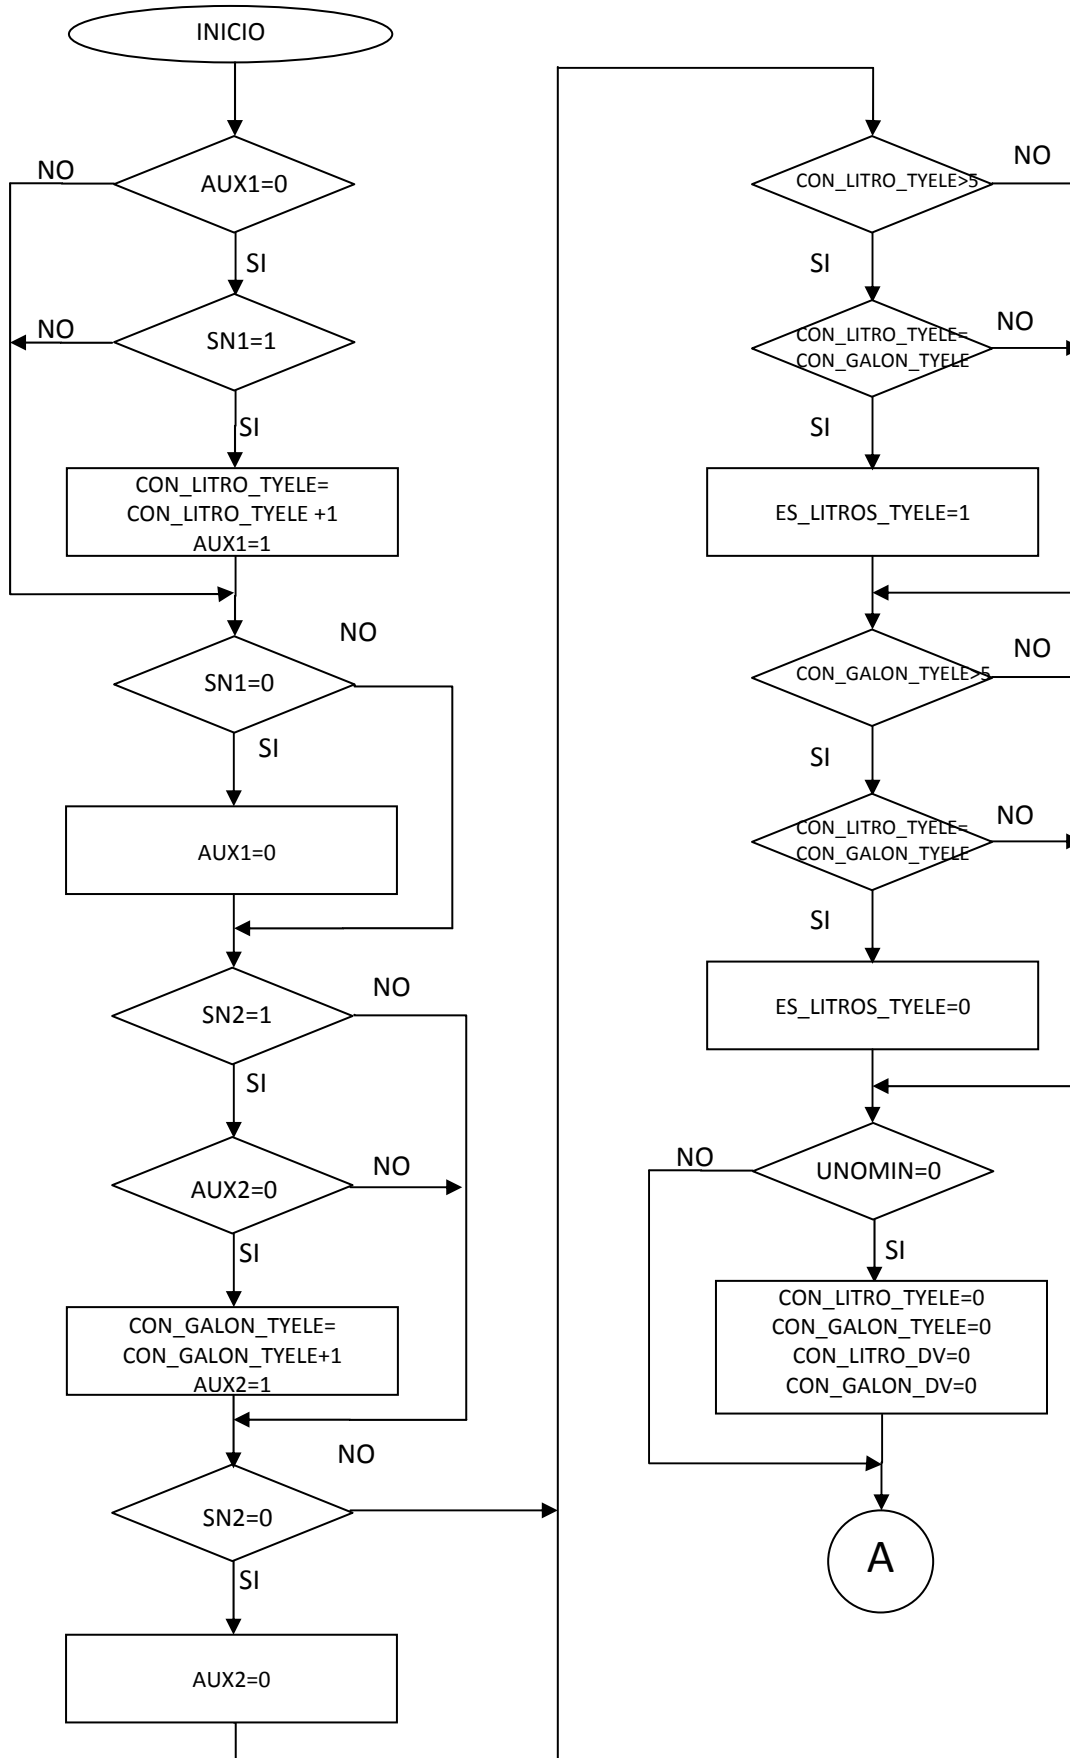 INICIO
NO
AUX1=0
SI
NO
SN1=1
SI
CON_LITRO_TYELE=
CON_LITRO_TYELE +1
AUX1=1
NO
SN1=0
SI
AUX1=0
NO
SN2=1
SI
NO
AUX2=0
SI
CON_GALON_TYELE=
CON_GALON_TYELE+1
AUX2=1
NO
SN2=0
SI
AUX2=0
NO
CON_LITRO_TYELE>5
SI
NO
CON_LITRO_TYELE=
CON_GALON_TYELE
SI
ES_LITROS_TYELE=1
NO
CON_GALON_TYELE>5
SI
NO
CON_LITRO_TYELE=
CON_GALON_TYELE
SI
ES_LITROS_TYELE=0
NO
UNOMIN=0
SI
CON_LITRO_TYELE=0
CON_GALON_TYELE=0
CON_LITRO_DV=0
CON_GALON_DV=0
A